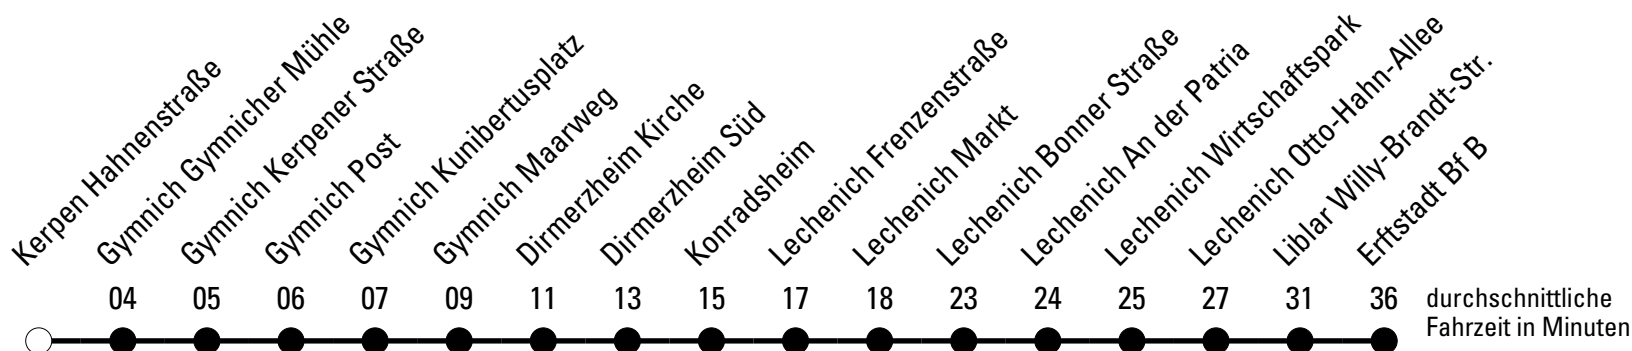 Kerpen Hahnenstraße
Gymnich Gymnicher Mühle
Gymnich Kerpener Straße
Gymnich Post
Gymnich Kunibertusplatz
Gymnich Maarweg
Dirmerzheim Kirche
Dirmerzheim Süd
Konradsheim
Lechenich Frenzenstraße
Lechenich Markt
Lechenich Bonner Straße
Lechenich An der Patria
Lechenich Wirtschaftspark
Lechenich Otto-Hahn-Allee
Liblar Willy-Brandt-Str.
Erftstadt Bf B
04 05 06 07 09 11 13 15 17 18 23 24 25 27 31 36
durchschnittliche
Fahrzeit in Minuten